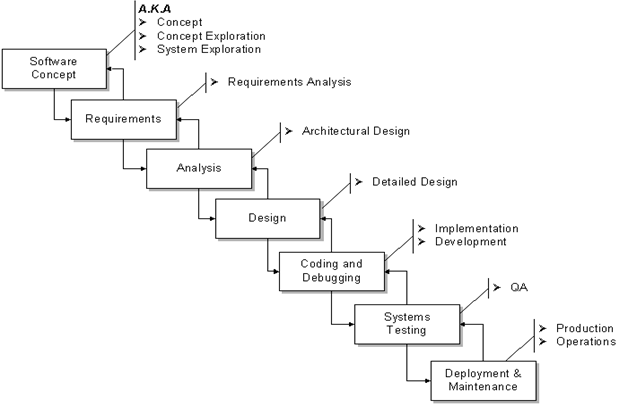 A.K.A
➢ Concept
➢ Concept Exploration
➢ System Exploration
Software
Concept
➢ Requirements Analysis
Requirements
➢ Architectural Design
Analysis
➢ Detailed Design
Design
➢ Implementation
➢ Development
Coding and
Debugging
➢ QA
Systems
Testing
➢ Production
➢ Operations
Deployment &
Maintenance